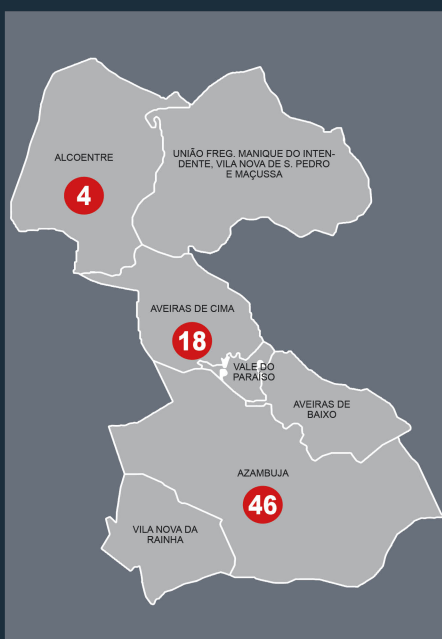 ALCOENTRE
4
UNIÃO FREG. MANIQUE DO INTEN-
DENTE, VILA NOVA DE S. PEDRO
E MAÇUSSA
AVEIRAS DE CIMA
18
VALE DO
PARAÍSO
AVEIRAS DE
BAIXO
AZAMBUJA
46
VILA NOVA DA
RAINHA